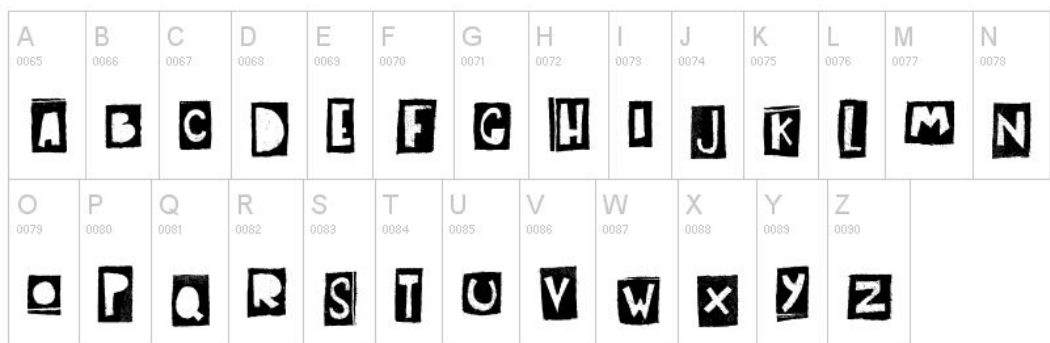 A B C D E F G H I J K L M N
0065 0066 0067 0068 0069 0070 0071 0072 0073 0074 0075 0076 0077 0078
A B C D E F G H I J K L M N
O P Q R S T U V W X Y Z
0079 0080 0081 0082 0083 0084 0085 0086 0087 0088 0089 0090
O P Q R S T U V W X Y Z